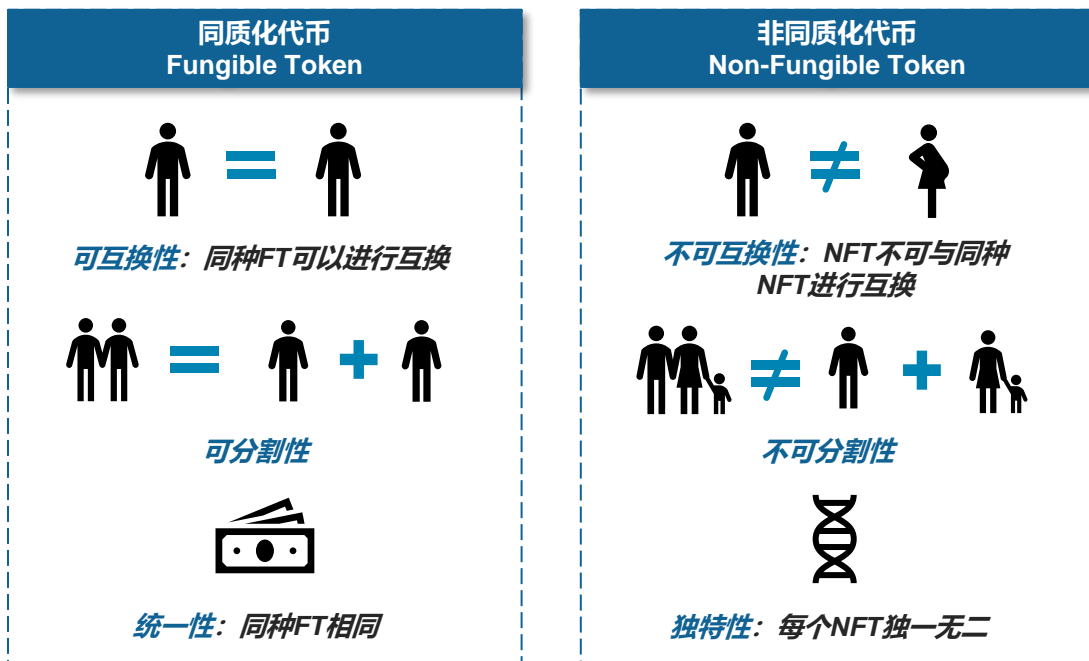 同质化代币
Fungible Token
可互换性：同种FT可以进行互换
可分割性
统一性：同种FT相同
非同质化代币
Non-Fungible Token
不可互换性：NFT不可与同种
NFT进行互换
不可分割性
独特性：每个NFT独一无二